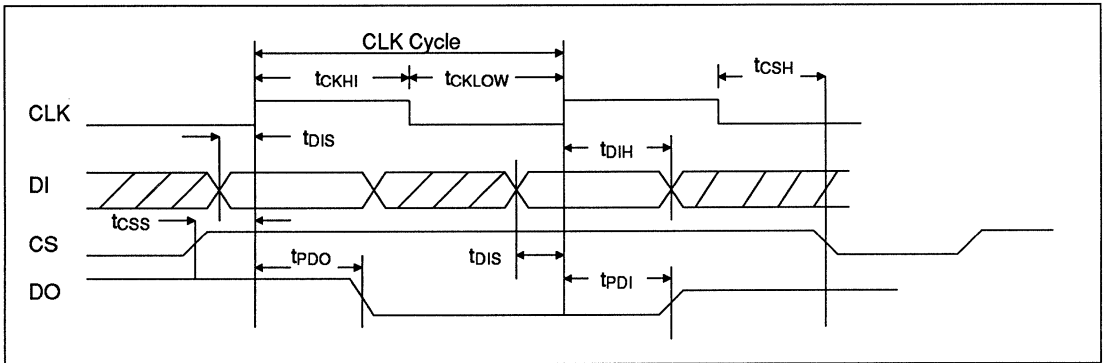 CLK Cycle
tCKHI
tCKLOW
tCSH
CLK
tDIS
tDIH
DI
tCSS
CS
tPDO
tDIS
tPDI
DO